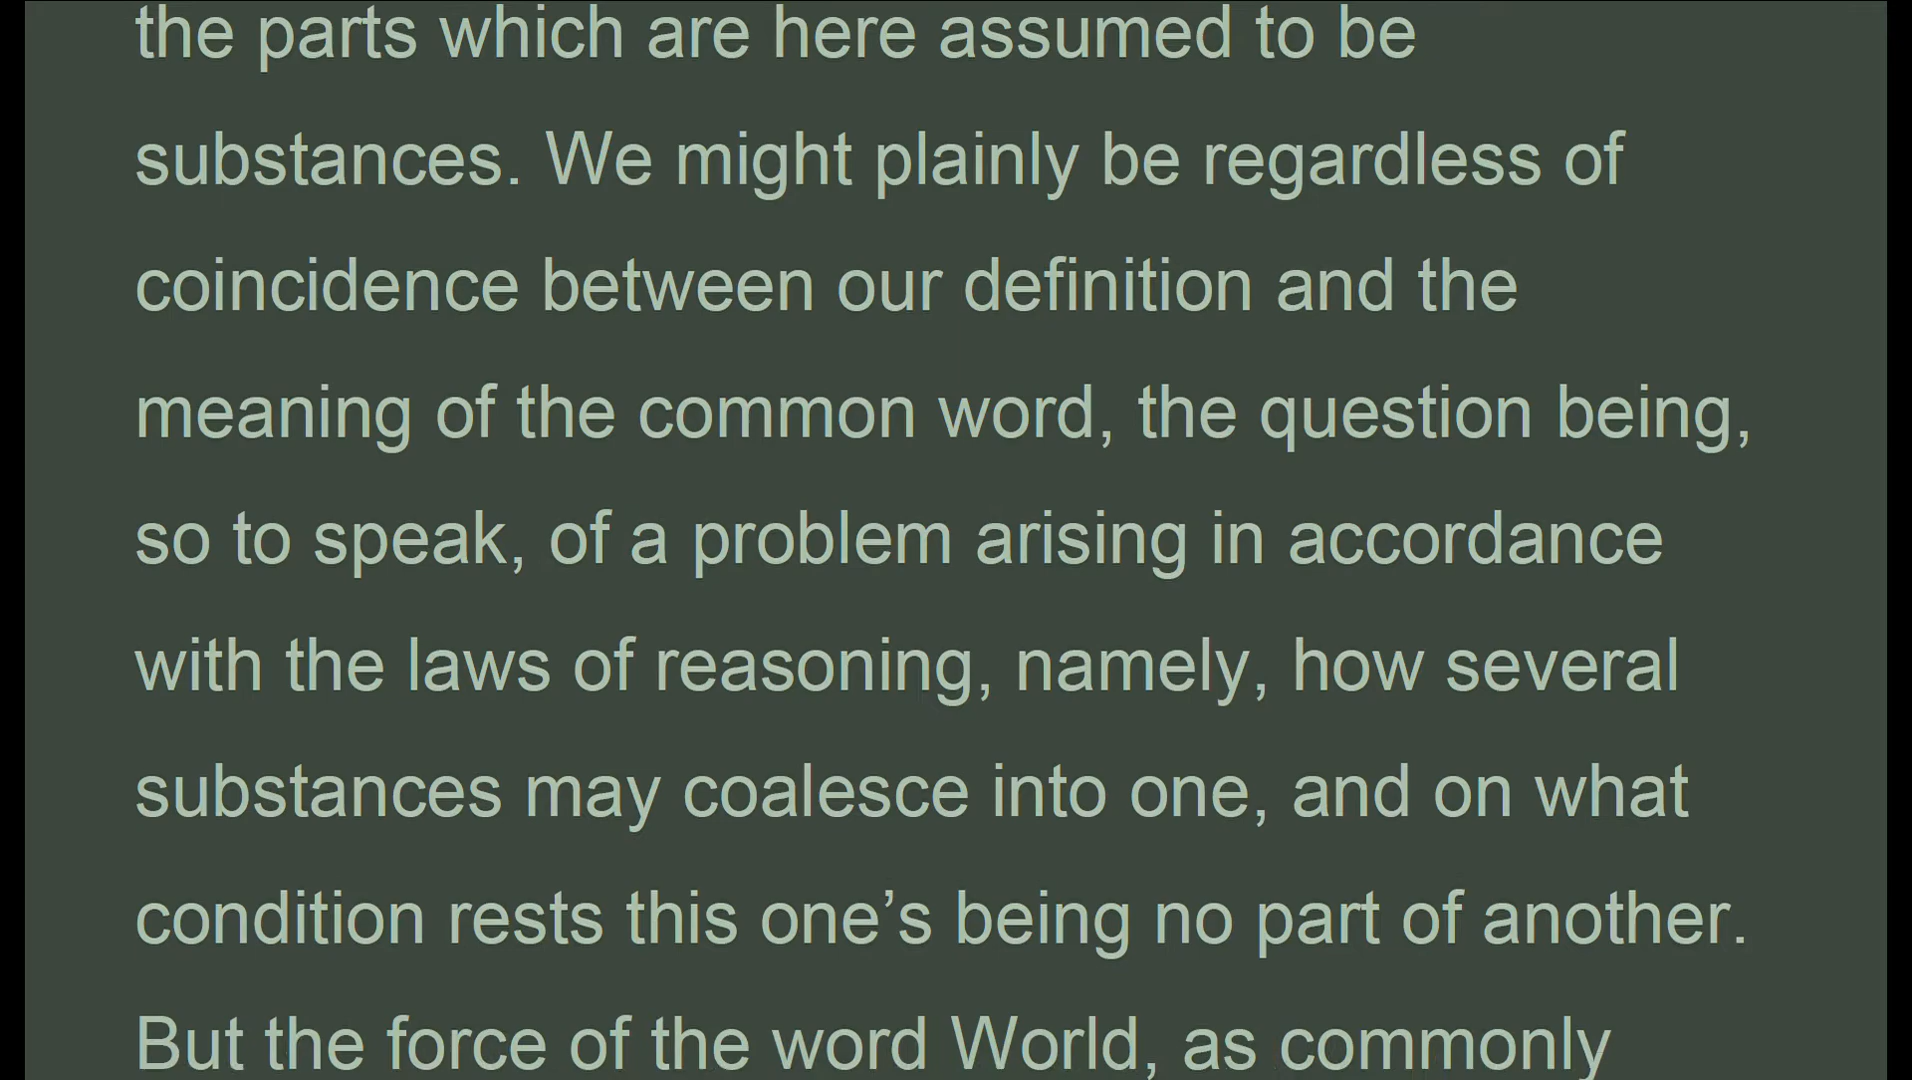 the parts which are here assumed to be
substances. We might plainly be regardless of
coincidence between our definition and the
meaning of the common word, the question being,
so to speak, of a problem arising in accordance
with the laws of reasoning, namely, how several
substances may coalesce into one, and on what
condition rests this one’s being no part of another.
But the force of the word World, as commonly